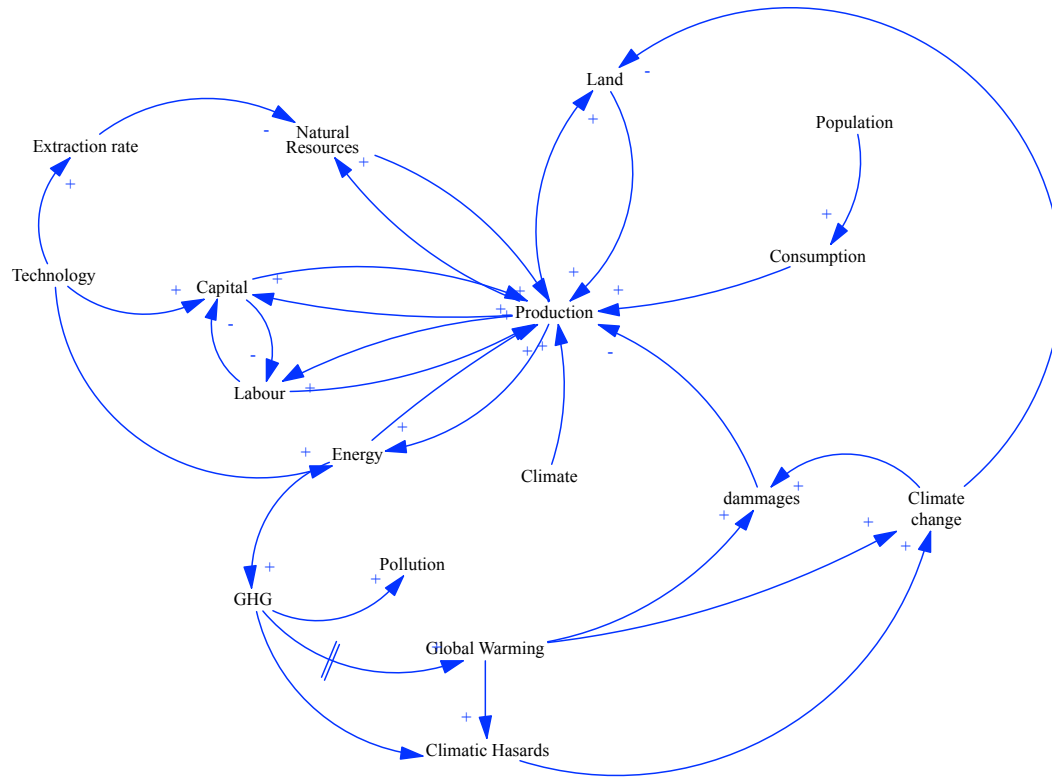 Land
Population
Natural
Resources
Extraction rate
Consumption
Technology
Capital
Production
Labour
Energy
Climate
dammages
Climate
change
Pollution
GHG
Global Warming
Climatic Hasards